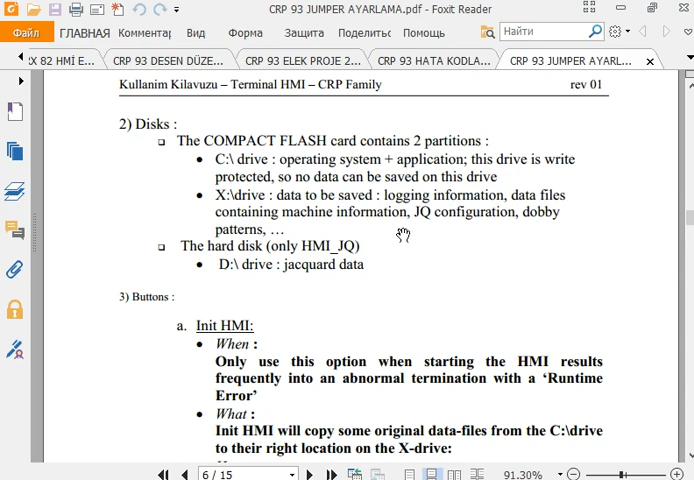 CRP 93 JUMPER AYARLAMA.pdf - Foxit Reader
Файл ГЛАВНАЯ Комментар Вид Форма Защита Поделитьс Помощь Найти
RX 82 HMİ E... CRP 93 DESEN DÜZE... CRP 93 ELEK PROJE 2... CRP 93 HATA KODLA... CRP 93 JUMPER AYARL...
Kullanim Kilavuzu – Terminal HMI – CRP Family rev 01
2) Disks :
The COMPACT FLASH card contains 2 partitions :
C:\ drive : operating system + application; this drive is write
protected, so no data can be saved on this drive
X:\drive : data to be saved : logging information, data files
containing machine information, JQ configuration, dobby
patterns, …
The hard disk (only HMI_JQ)
D:\ drive : jacquard data
3) Buttons :
a. Init HMI:
When :
Only use this option when starting the HMI results
frequently into an abnormal termination with a ‘Runtime
Error’
What :
Init HMI will copy some original data-files from the C:\drive
to their right location on the X-drive:
6 / 15 91.30%